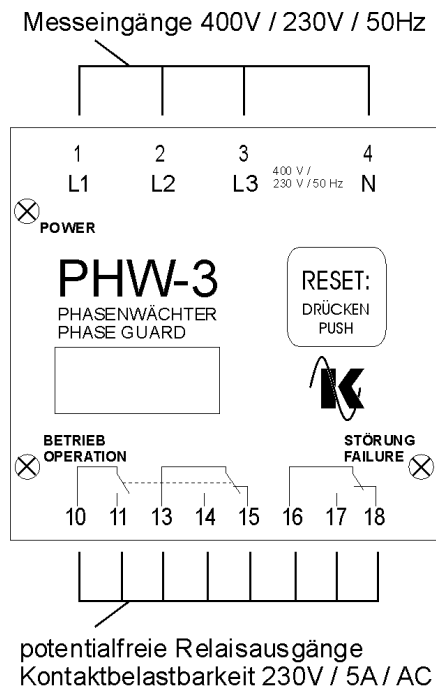 Messeingänge 400V / 230V / 50Hz
1 2 3 4
L1 L2 L3 400 V / 230 V / 50 Hz N
POWER
PHW-3
PHASENWÄCHTER
PHASE GUARD
RESET:
DRÜCKEN
PUSH
K
BETRIEB
OPERATION
STÖRUNG
FAILURE
10 11 13 14 15 16 17 18
potentialfreie Relaisausgänge
Kontaktbelastbarkeit 230V / 5A / AC